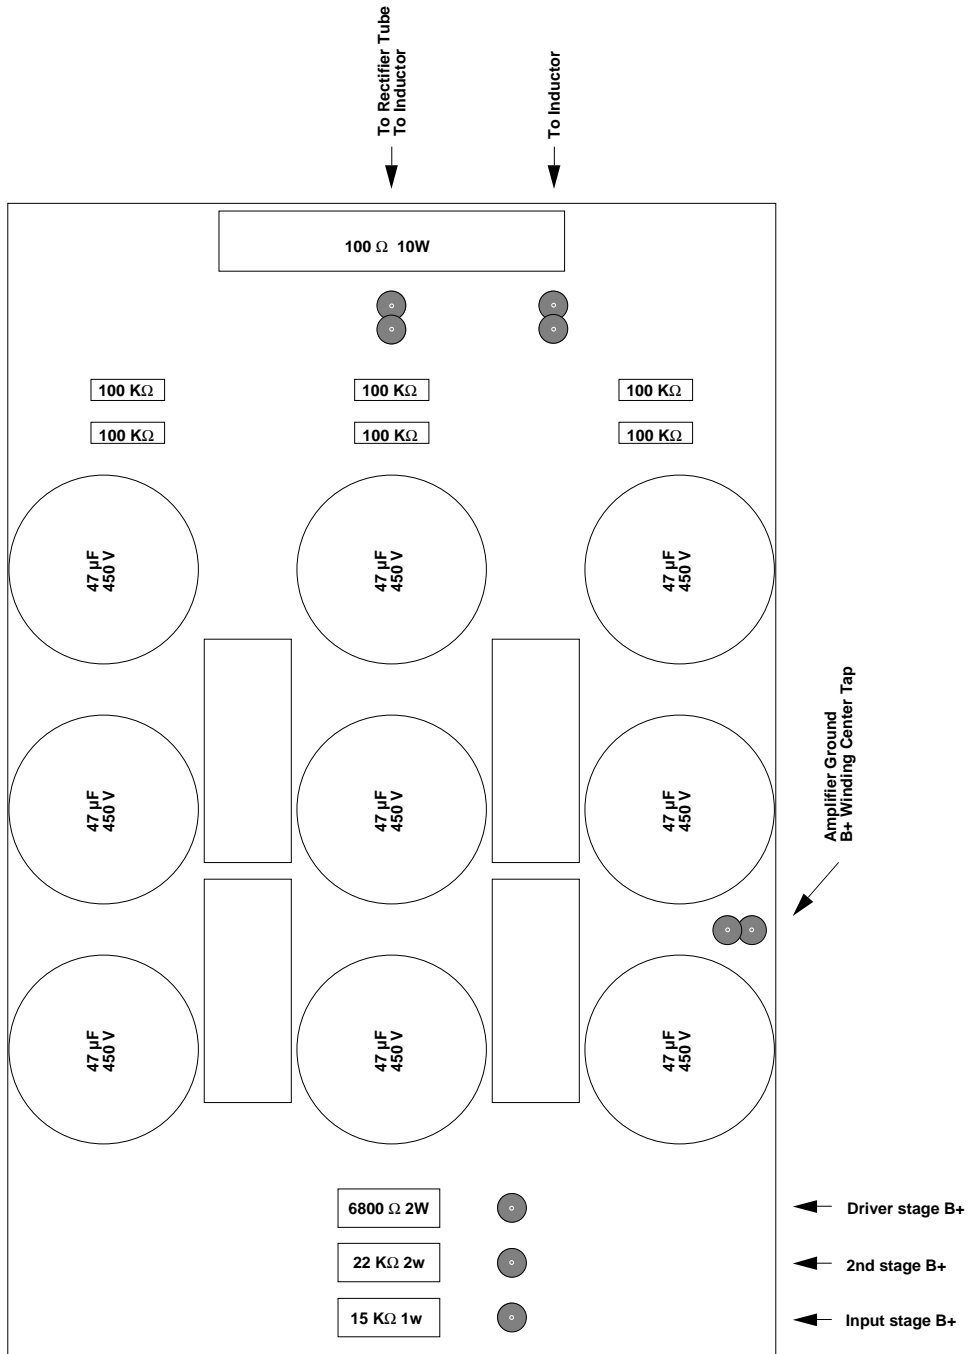 To Rectifier Tube
To Inductor
To Inductor
100 Ω 10W
100 KΩ
100 KΩ
100 KΩ
100 KΩ
100 KΩ
100 KΩ
47 µF
450 V
47 µF
450 V
47 µF
450 V
47 µF
450 V
47 µF
450 V
47 µF
450 V
Amplifier Ground
B+ Winding Center Tap
47 µF
450 V
47 µF
450 V
47 µF
450 V
6800 Ω 2W
Driver stage B+
22 KΩ 2w
2nd stage B+
15 KΩ 1w
Input stage B+